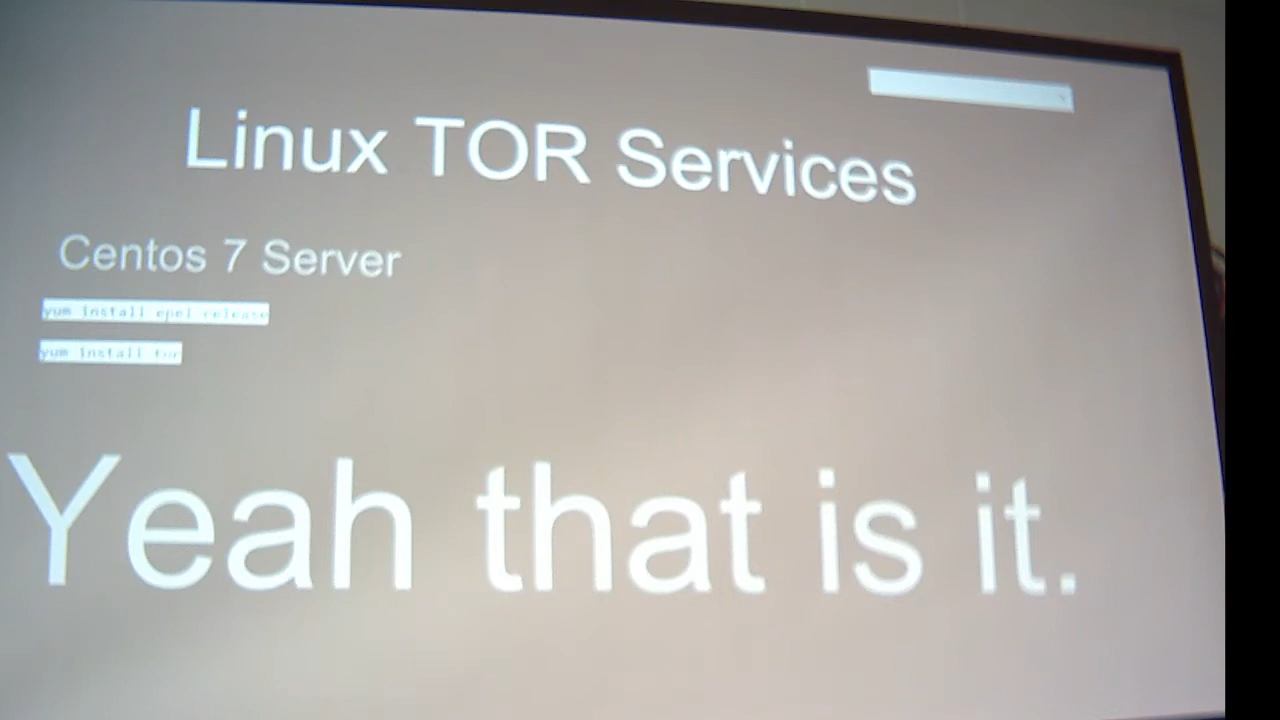 Linux TOR Services
Centos 7 Server
yum install epel-release
yum install tor
Yeah that is it.